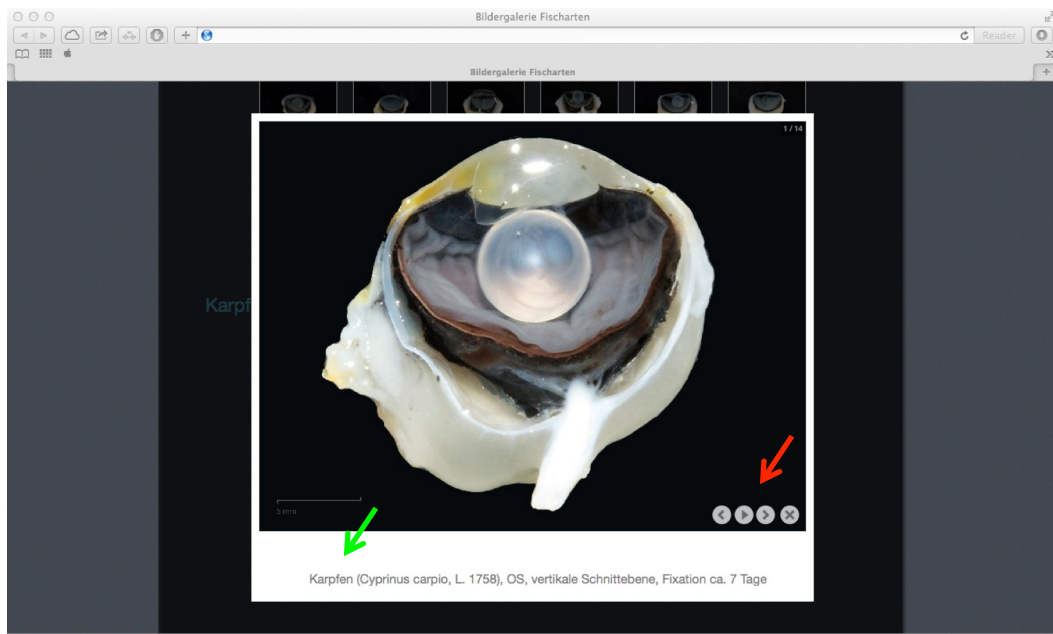 Bildergalerie Fischarten
Reader
Bildergalerie Fischarten
1 / 14
Karpf
5 mm
Karpfen (Cyprinus carpio, L. 1758), OS, vertikale Schnittebene, Fixation ca. 7 Tage